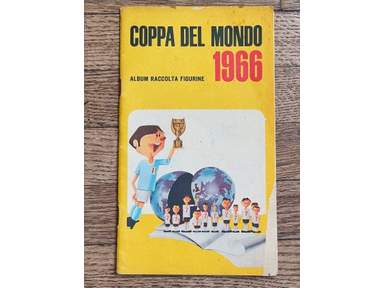 COPPA DEL MONDO
1966
ALBUM RACCOLTA FIGURINE